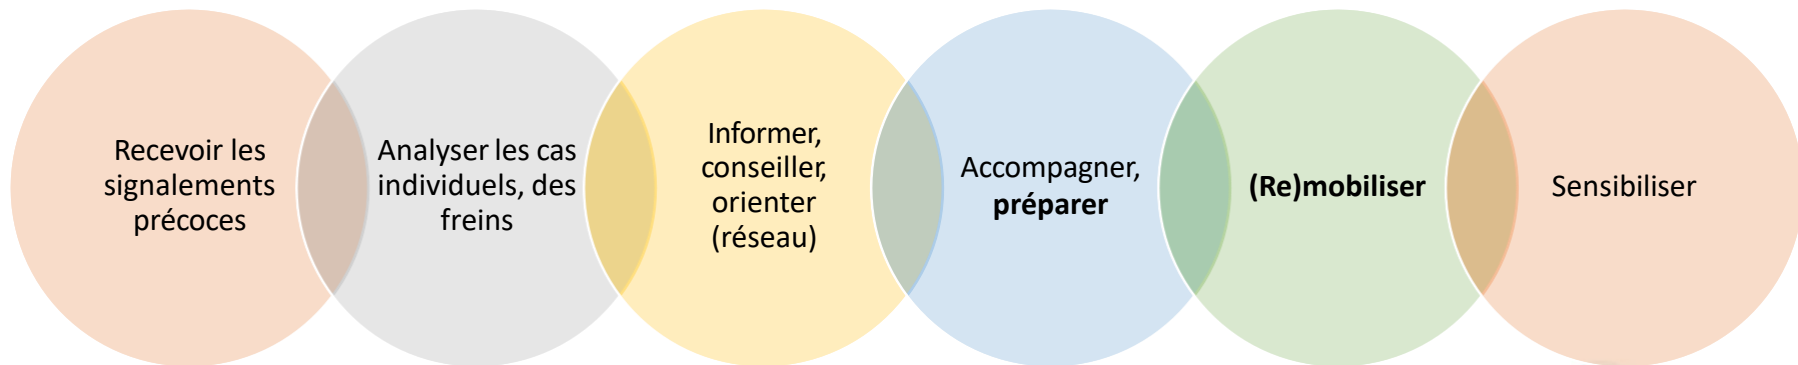 Recevoir les
signalements
précoces
Analyser les cas
individuels, des
freins
Informer,
conseiller,
orienter
(réseau)
Accompagner,
préparer
(Re)mobiliser
Sensibiliser